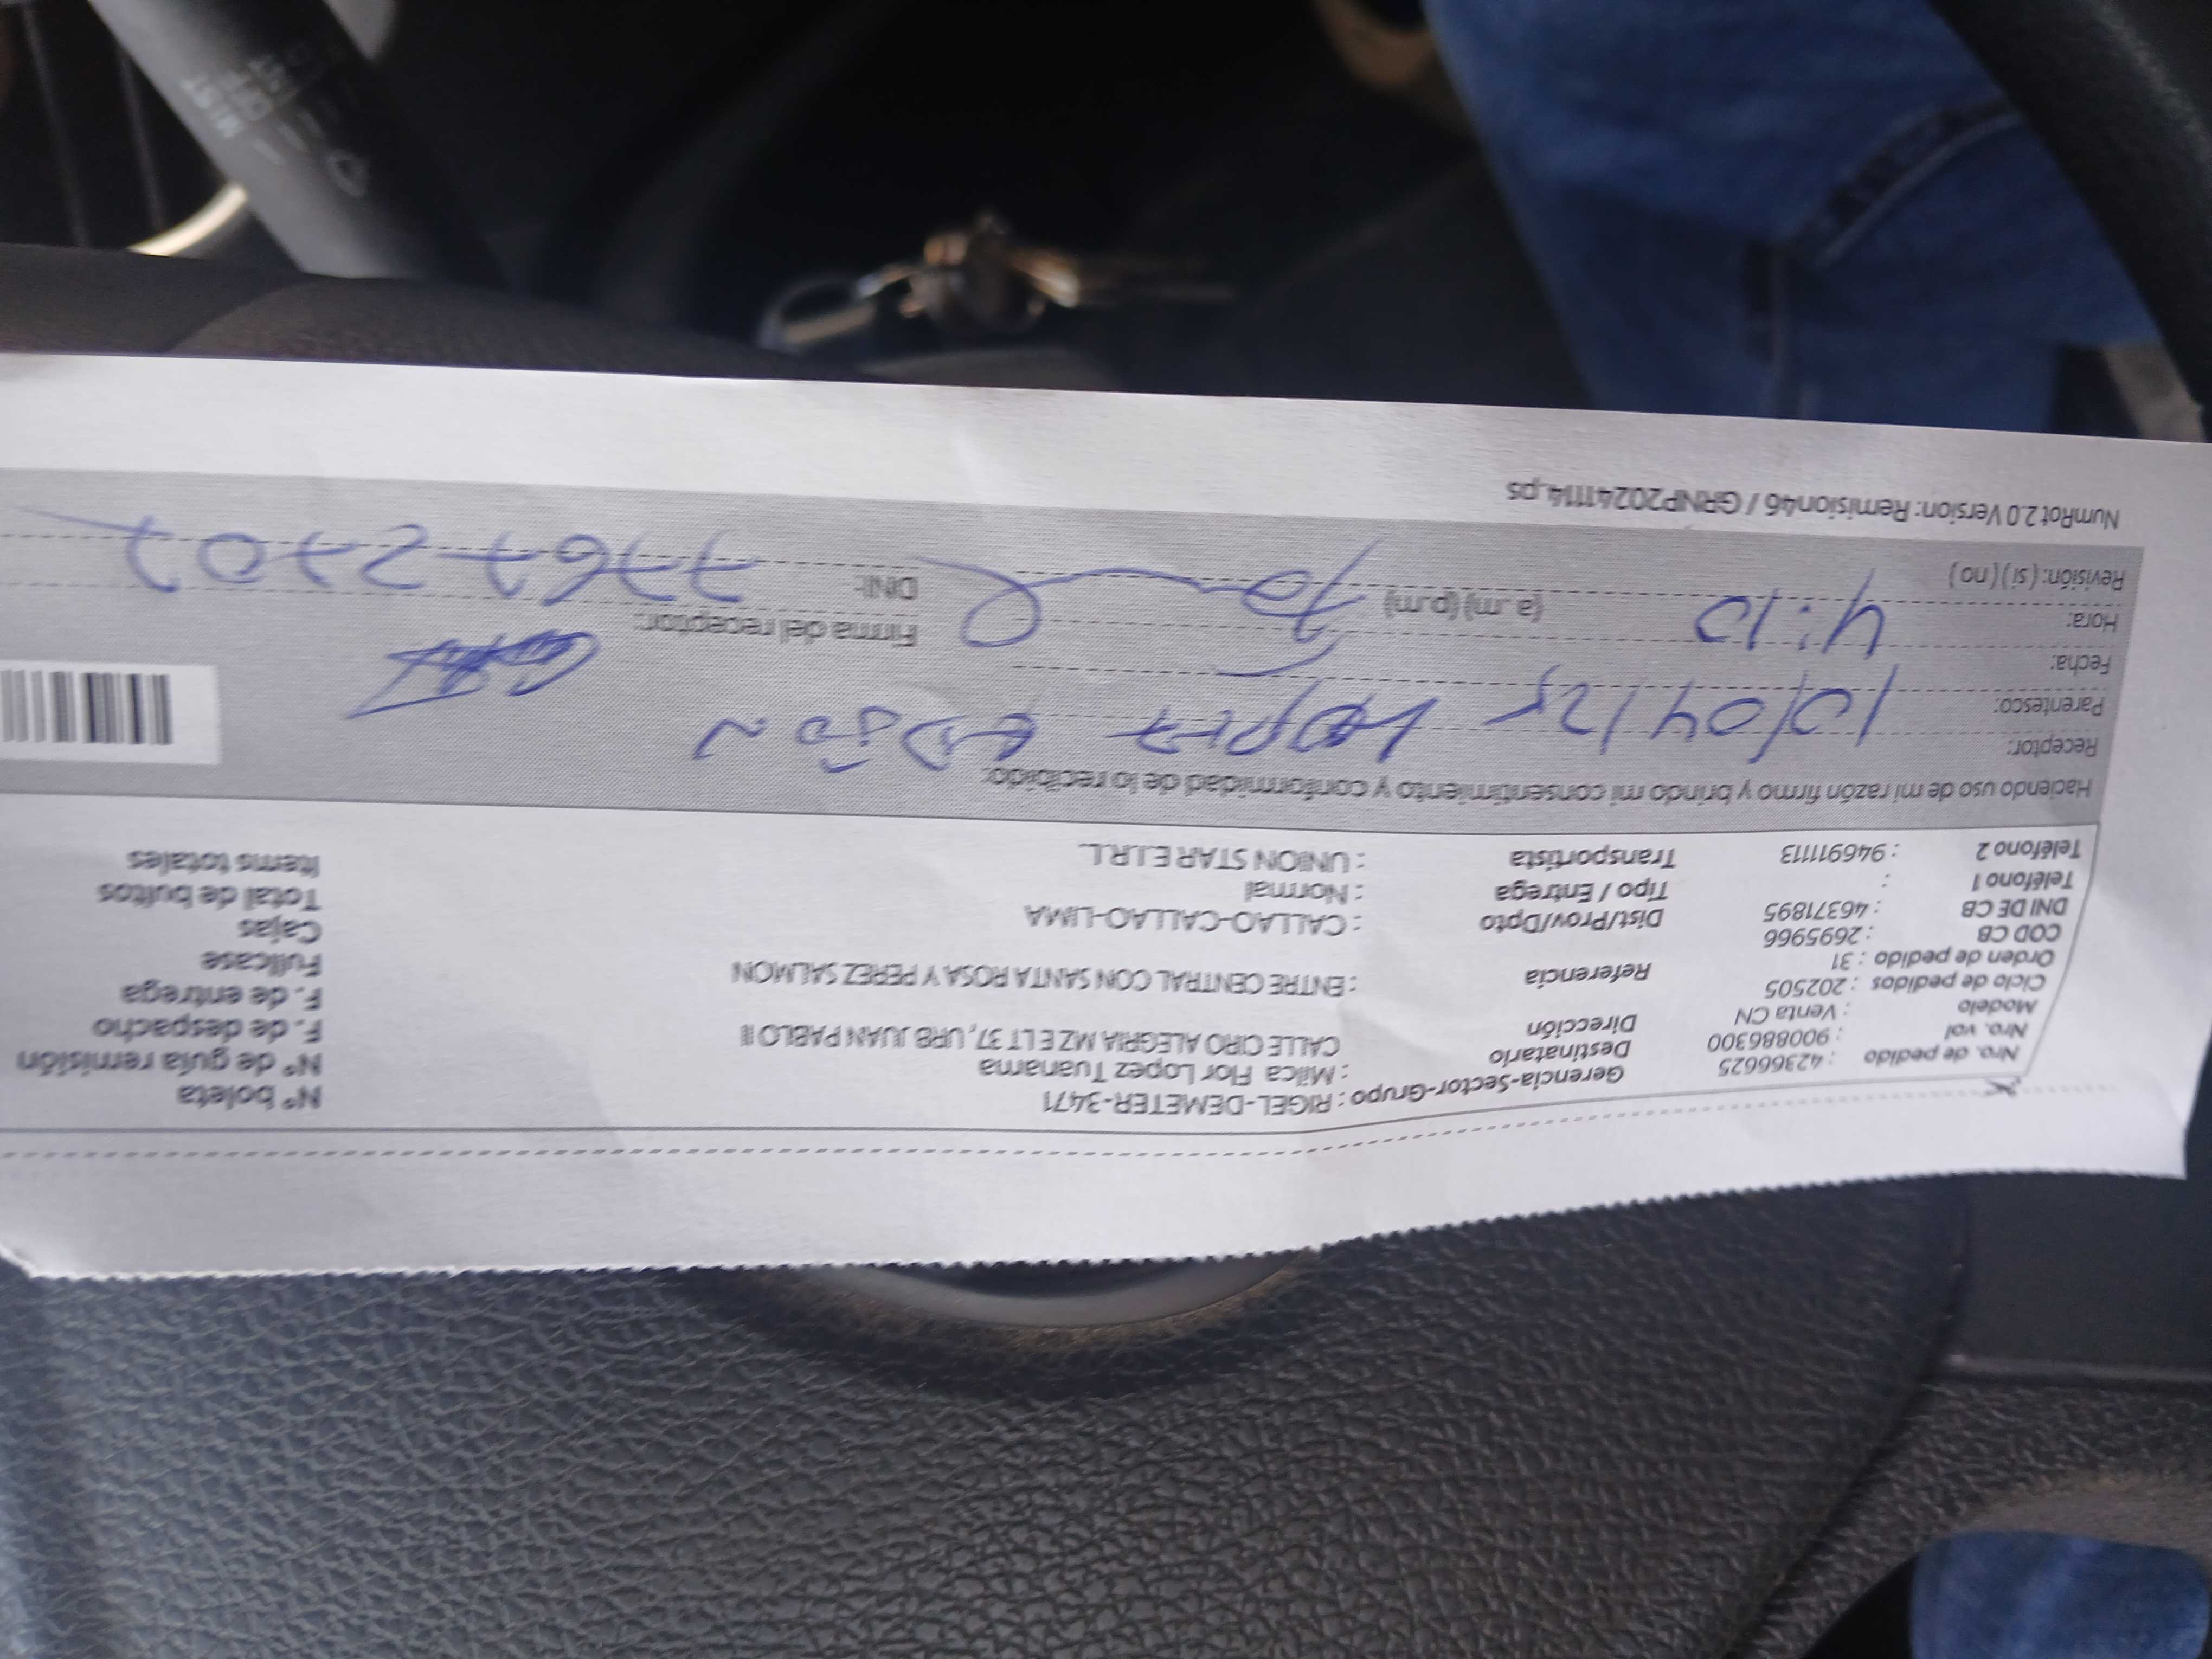 Gerencia-Sector-Grupo : RIGEL-DEMETER-3471
Nro. de pedido : 42366625 Destinatario : Milca Flor Lopez Tuanama N° boleta
Nro. vol : 900886300 Dirección CALLE CIRO ALEGRIA MZ E LT 37, URB JUAN PABLO II N° de guía remisión
Modelo : Venta CN F. de despacho
Ciclo de pedidos : 202505 Referencia : ENTRE CENTRAL CON SANTA ROSA Y PEREZ SALMON F. de entrega
Orden de pedido : 31 Fullcase
COD CB : 2695966 Dist/Prov/Dpto : CALLAO-CALLAO-LIMA Cajas
DNI DE CB : 46371895 Tipo / Entrega : Normal Total de bultos
Teléfono 1 : Transportista : UNION STAR E.I.R.L. Items totales
Teléfono 2 : 946911113
Haciendo uso de mi razón firmo y brindo mi consentimiento y conformidad de lo recibido:
Receptor:
Parentesco: 10/04/25
Fecha:
Hora: 4:10 (a.m) (p.m) Firma del receptor:
Revisión: (si) (no) DNI:
NumRot 2.0 Version: Remision46 / GRNP20241114.ps